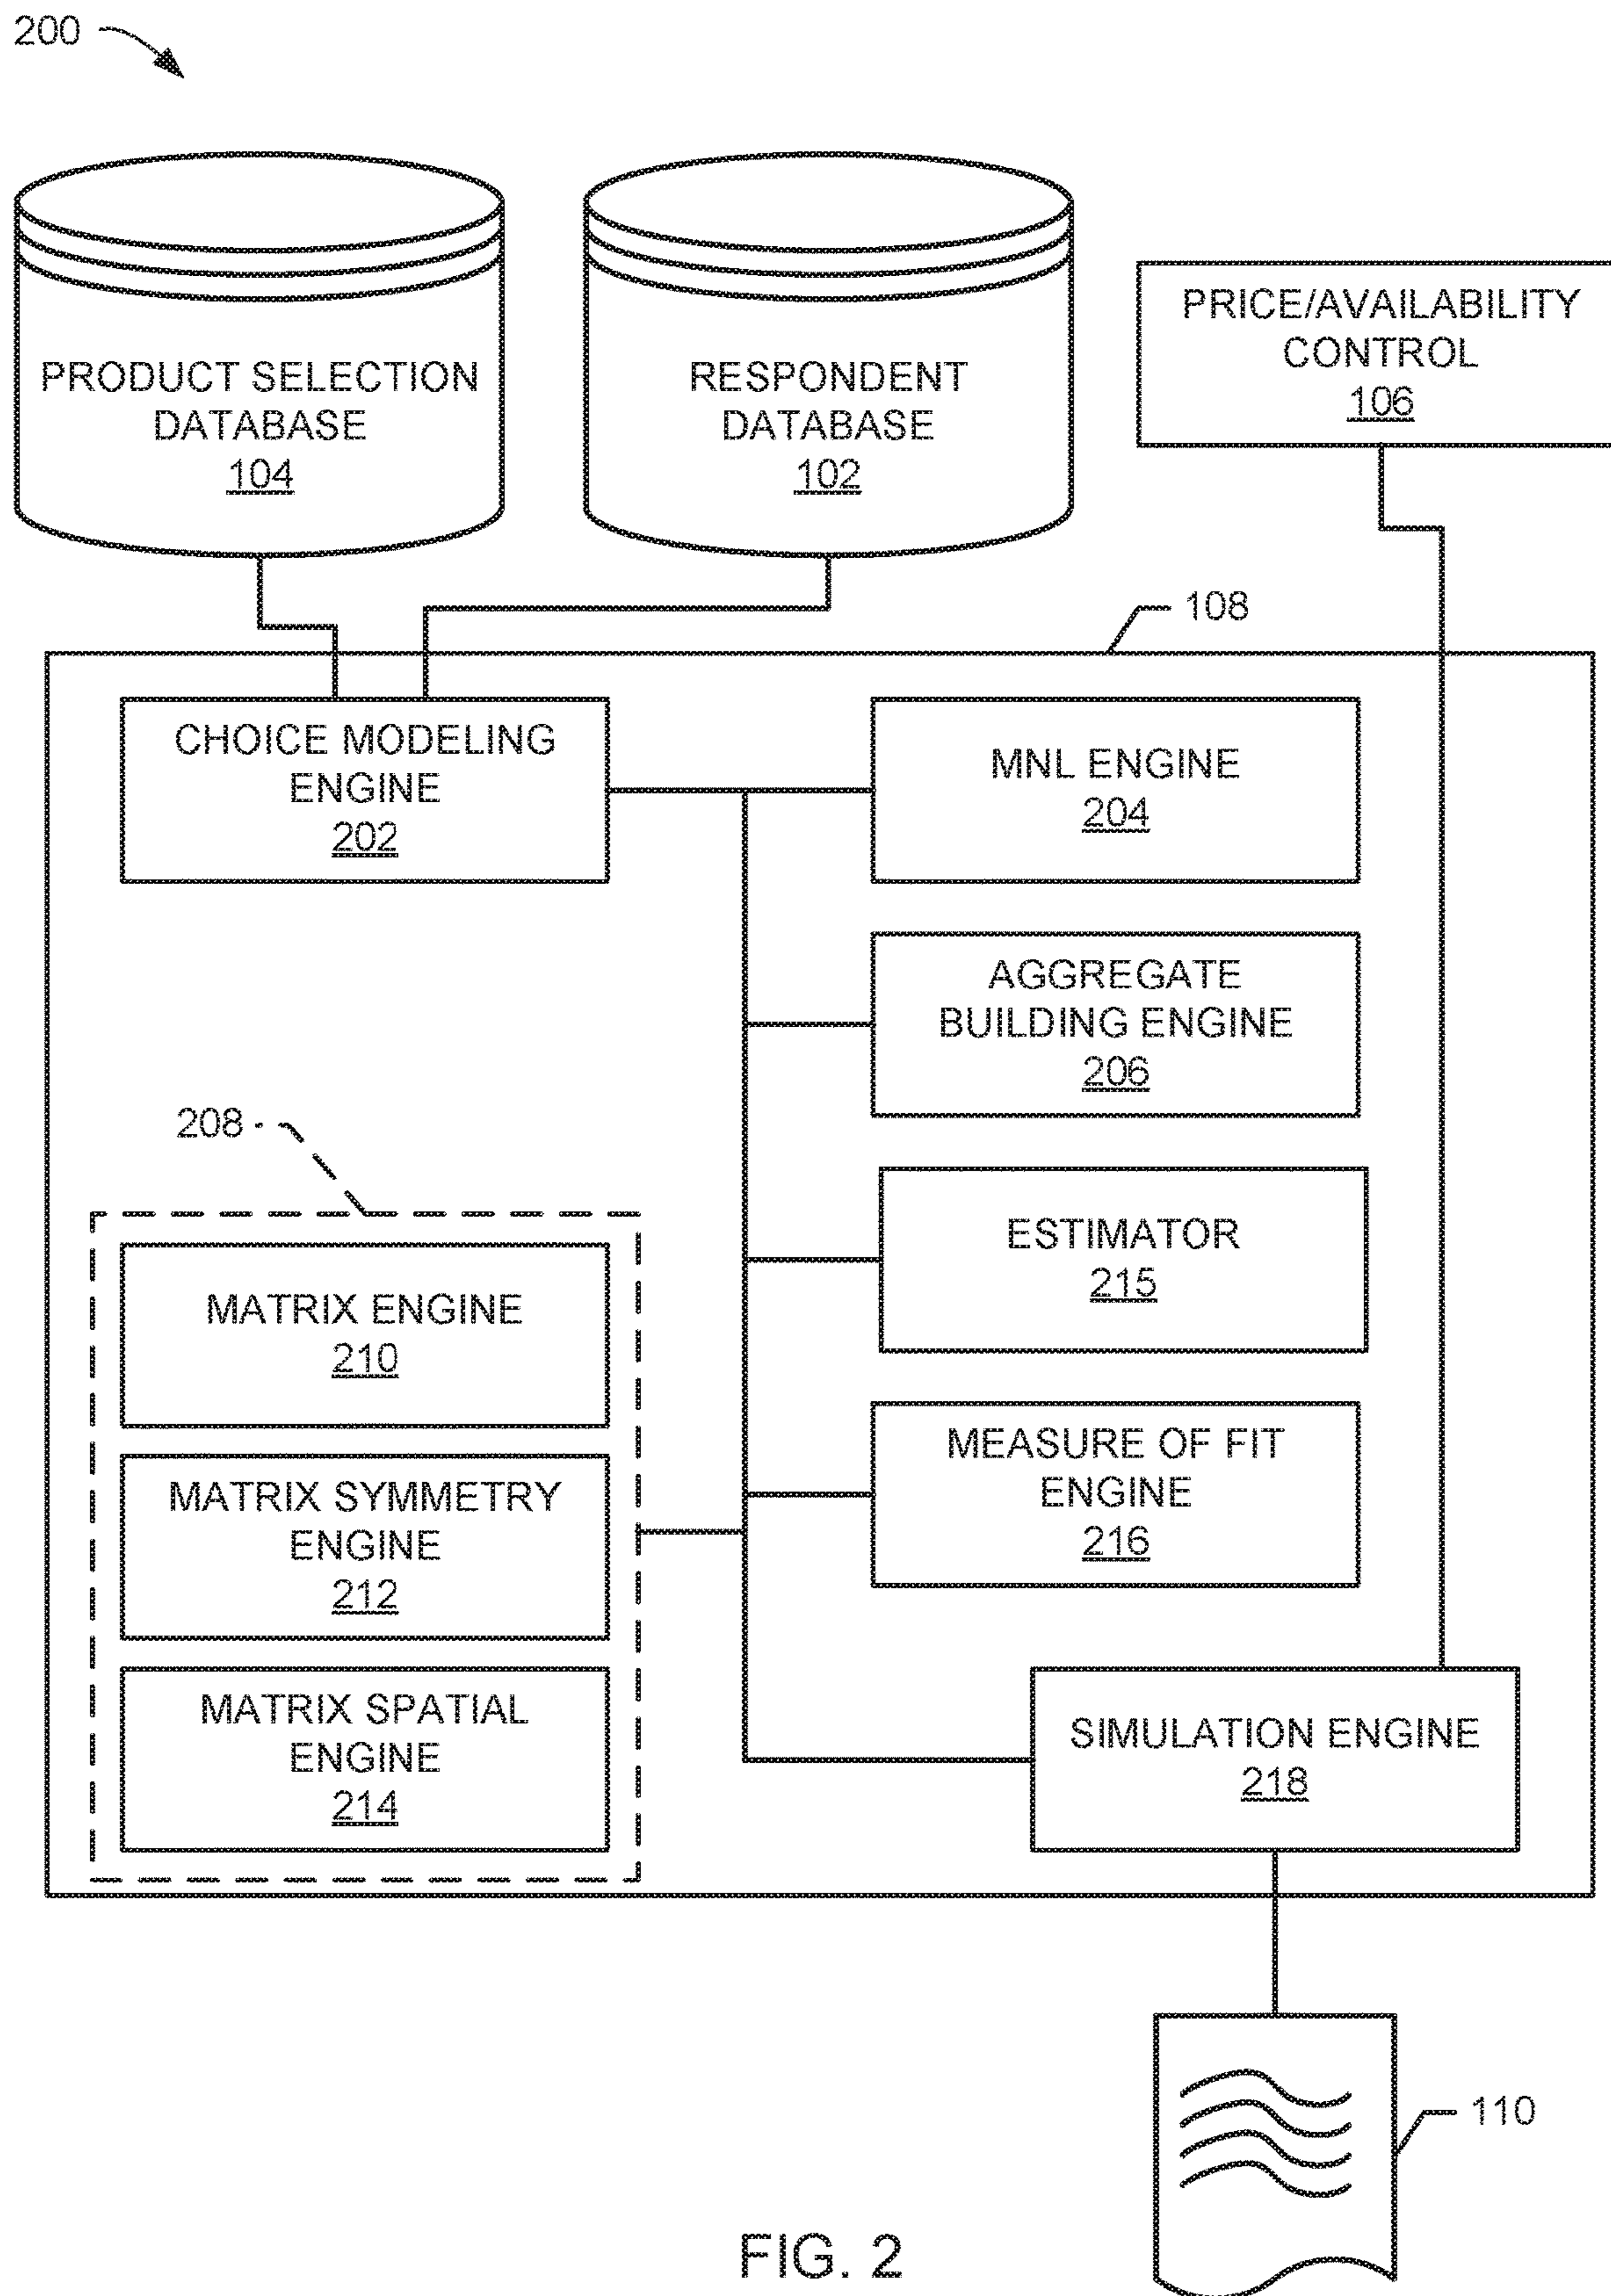 200
PRODUCT SELECTION
DATABASE
104
RESPONDENT
DATABASE
102
PRICE/AVAILABILITY
CONTROL
106
108
CHOICE MODELING
ENGINE
202
MNL ENGINE
204
AGGREGATE
BUILDING ENGINE
206
208
MATRIX ENGINE
210
ESTIMATOR
215
MATRIX SYMMETRY
ENGINE
212
MEASURE OF FIT
ENGINE
216
MATRIX SPATIAL
ENGINE
214
SIMULATION ENGINE
218
110
FIG. 2